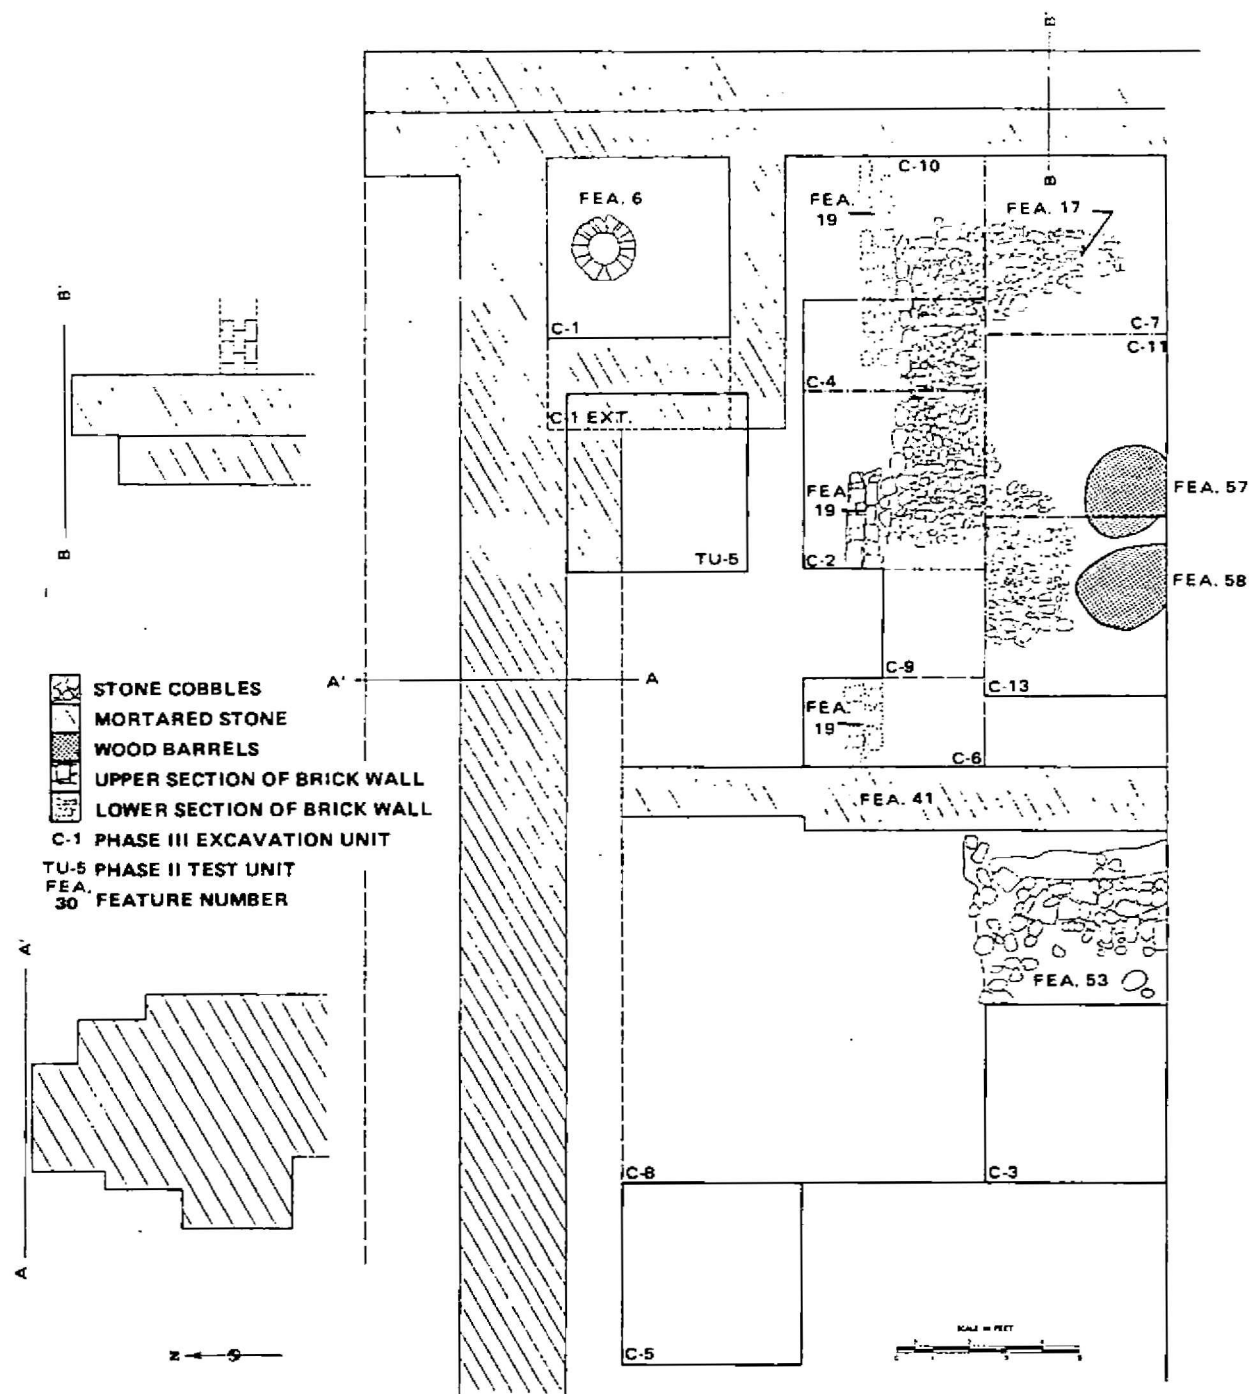 B'
C-10
B
FEA. 6
FEA.
19
FEA. 17
C-1
C-7
C-11
B'
C-4
C-1 EXT.
FEA.
19
FEA. 57
B
TU-5
C-2
FEA. 58
C-9
C-13
A'
A
STONE COBBLES
MORTARED STONE
WOOD BARRELS
UPPER SECTION OF BRICK WALL
LOWER SECTION OF BRICK WALL
C-1 PHASE III EXCAVATION UNIT
TU-5 PHASE II TEST UNIT
FEA.
30 FEATURE NUMBER
FEA.
19
C-6
FEA. 41
A'
FEA. 53
C-8
C-3
A
N
C-5
SCALE IN FEET